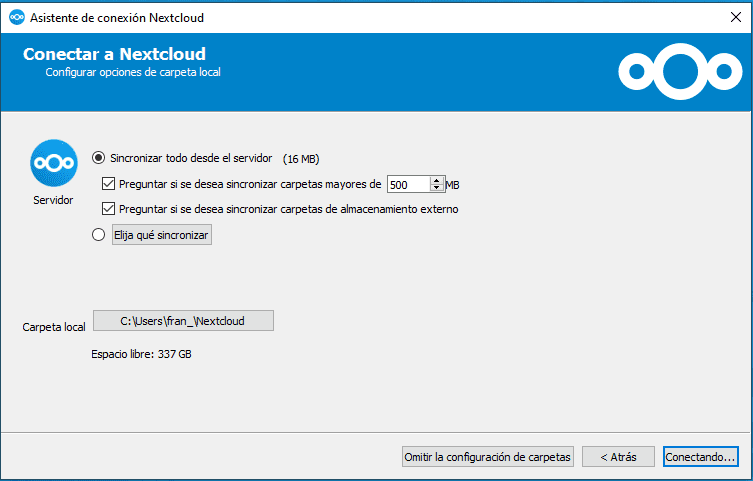 Asistente de conexión Nextcloud
Conectar a Nextcloud
Configurar opciones de carpeta local
Sincronizar todo desde el servidor (16 MB)
Preguntar si se desea sincronizar carpetas mayores de 500 MB
Servidor
Preguntar si se desea sincronizar carpetas de almacenamiento externo
Elija qué sincronizar
Carpeta local C:\Users\fran_\Nextcloud
Espacio libre: 337 GB
Omitir la configuración de carpetas < Atrás Conectando...